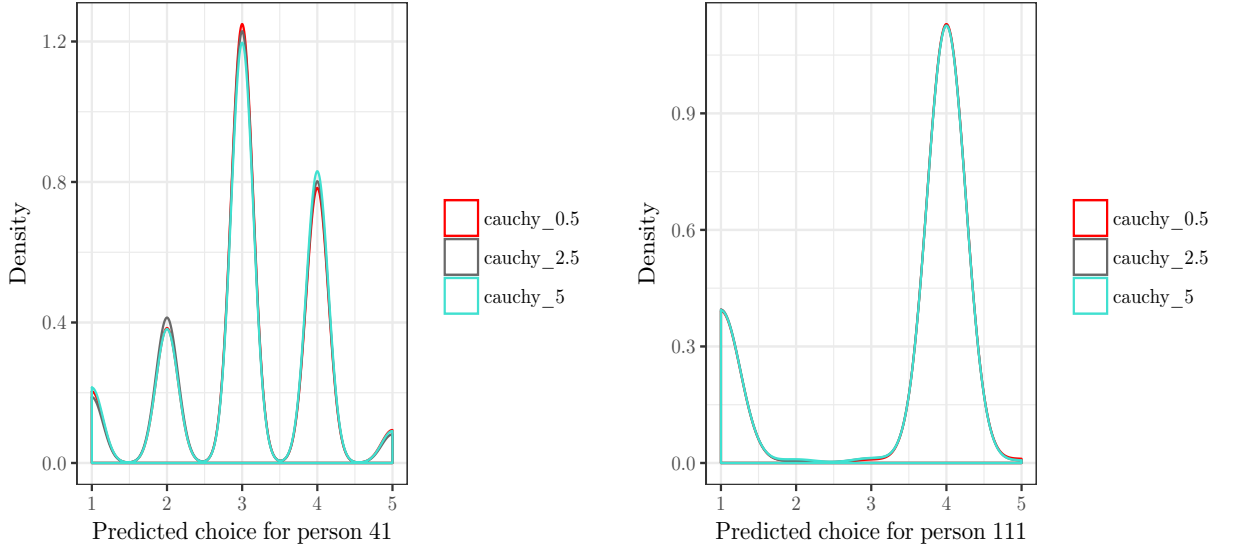 Density
1.2
0.8
0.4
0.0
1 2 3 4 5
Predicted choice for person 41
cauchy_0.5
cauchy_2.5
cauchy_5
Density
0.9
0.6
0.3
0.0
1 2 3 4 5
Predicted choice for person 111
cauchy_0.5
cauchy_2.5
cauchy_5